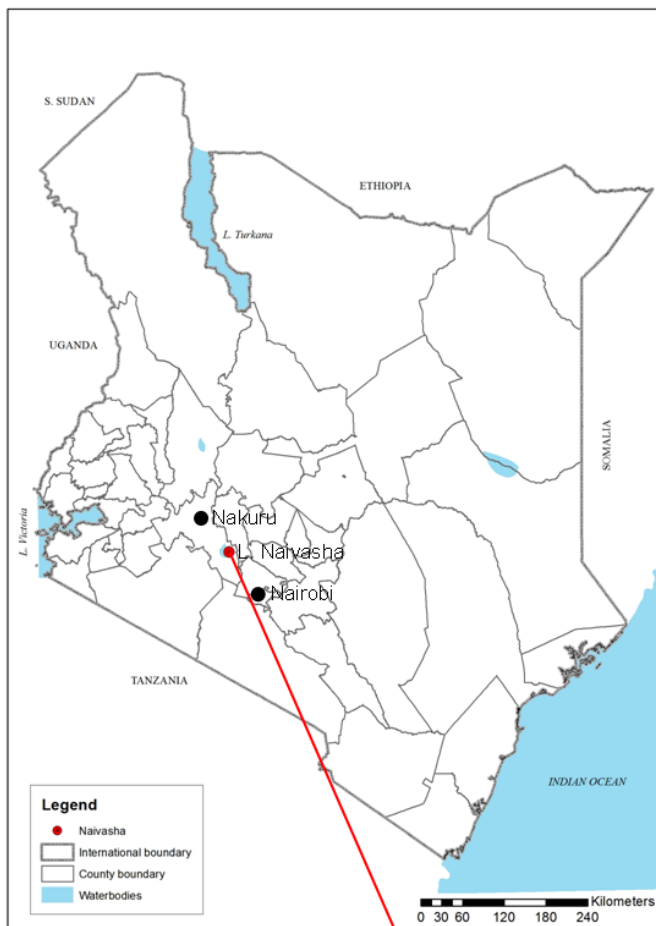 S. SUDAN
ETHIOPIA
L. Turkana
UGANDA
SOMALIA
L. Victoria
Nakuru
L. Naivasha
Nairobi
TANZANIA
INDIAN OCEAN
Legend
Naivasha
International boundary
County boundary
Waterbodies
Kilometers
0 30 60 120 180 240